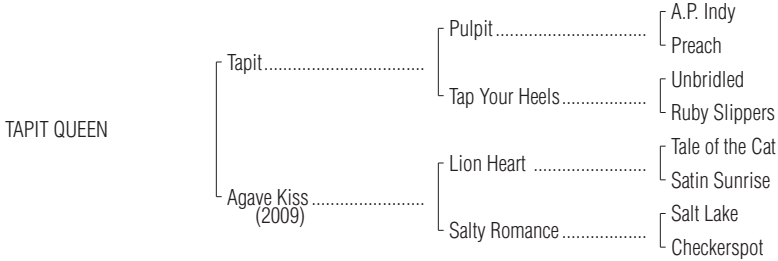 A.P. Indy
Pulpit..................................
Preach
Tapit....................................
Unbridled
Tap Your Heels...................
Ruby Slippers
TAPIT QUEEN
Tale of the Cat
Lion Heart .........................
Satin Sunrise
Agave Kiss.........................
(2009)
Salt Lake
Salty Romance...................
Checkerspot